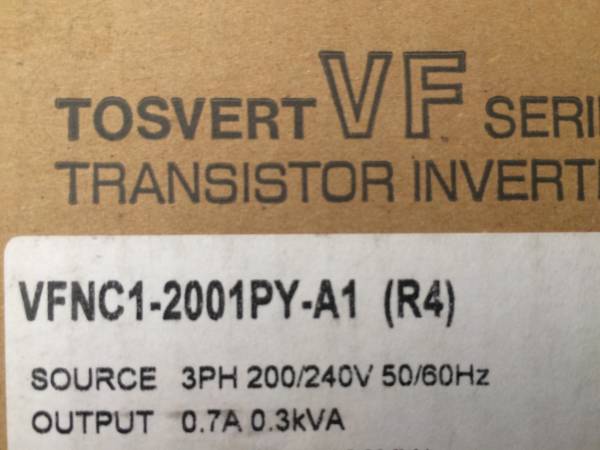 TOSVERT VF SERI
TRANSISTOR INVERT
VFNC1-2001PY-A1 (R4)
SOURCE 3PH 200/240V 50/60Hz
OUTPUT 0.7A 0.3kVA